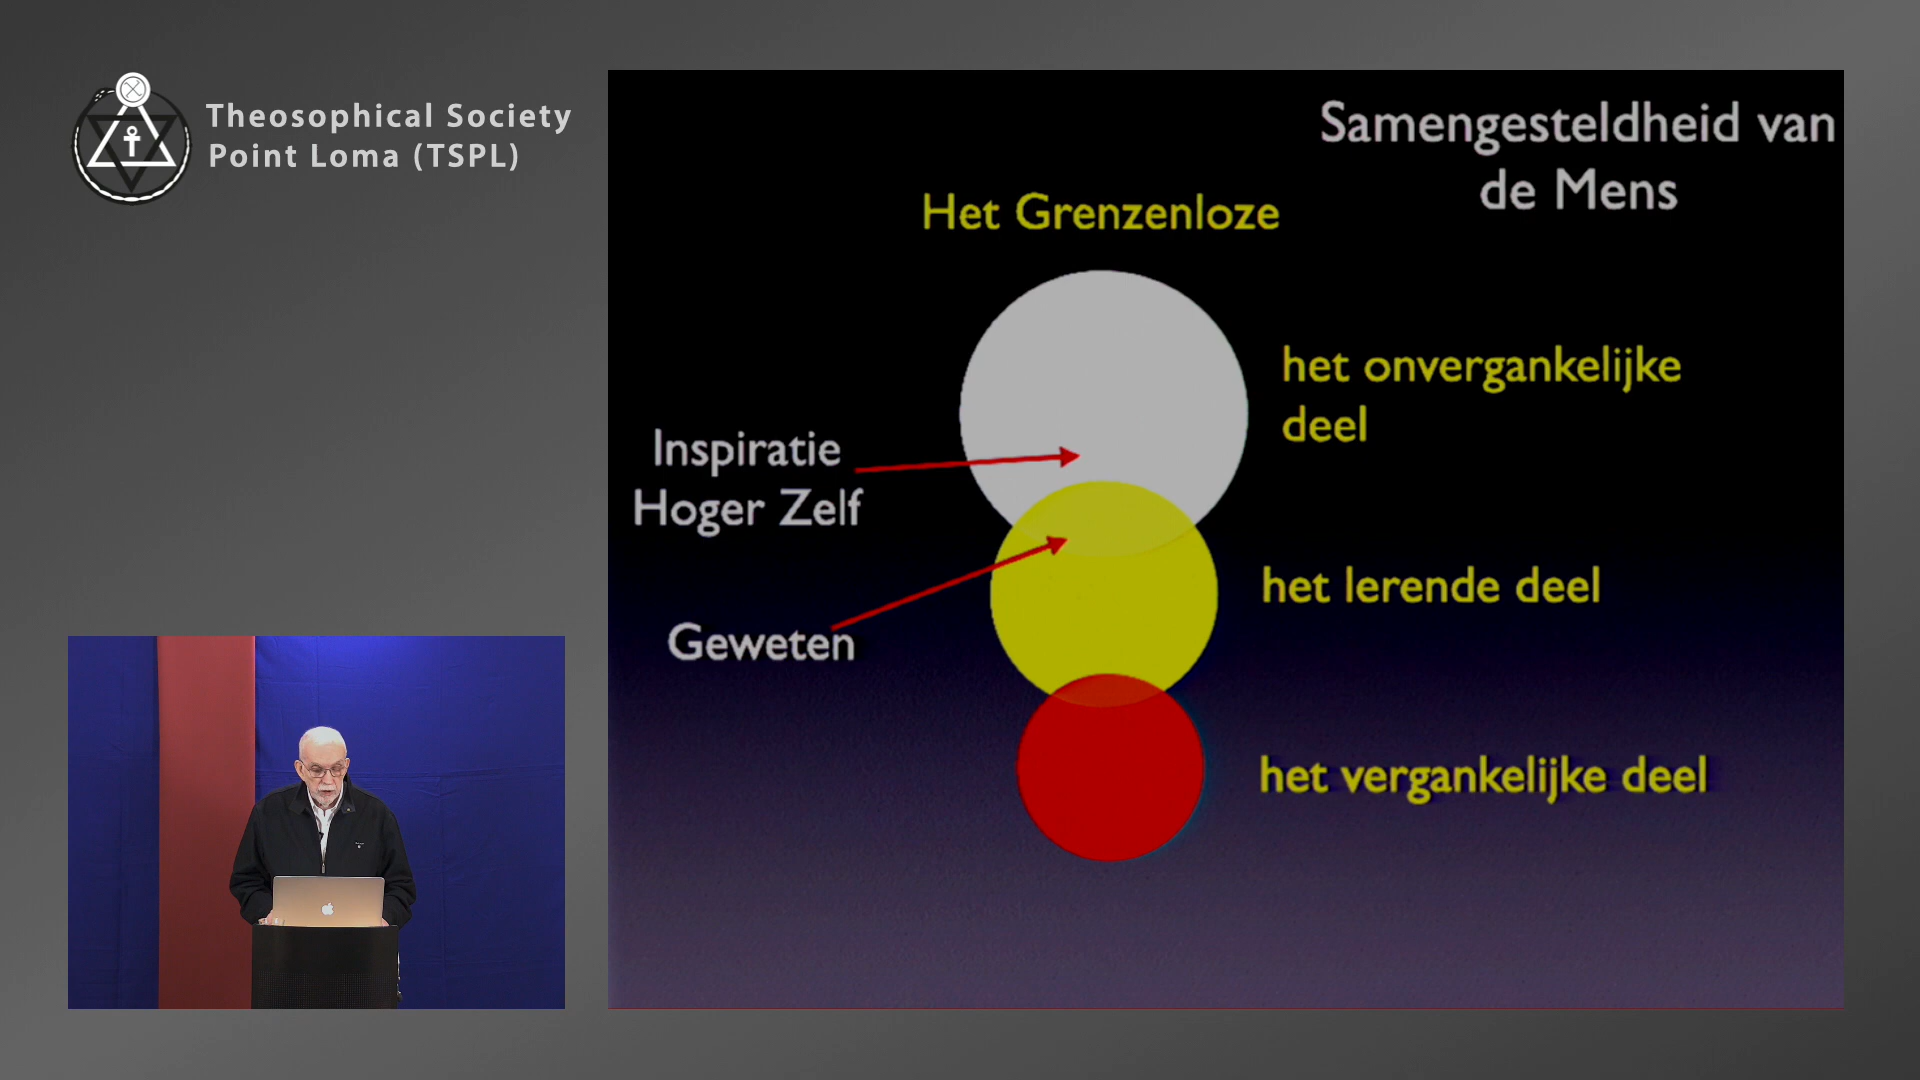 Theosophical Society
Point Loma (TSPL)
Samengesteldheid van
de Mens
Het Grenzenloze
het onvergankelijke
deel
Inspiratie
Hoger Zelf
het lerende deel
Geweten
het vergankelijke deel